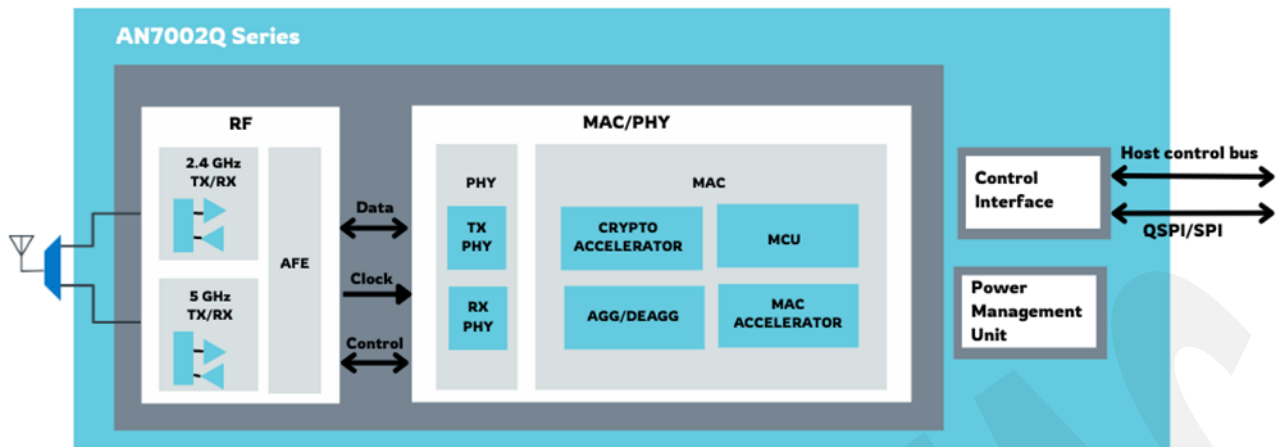 AN7002Q Series
RF
2.4 GHz
TX/RX
5 GHz
TX/RX
AFE
Data
Clock
Control
MAC/PHY
PHY
TX
PHY
RX
PHY
MAC
CRYPTO
ACCELERATOR
MCU
AGG/DEAGG
MAC
ACCELERATOR
Control
Interface
Power
Management
Unit
Host control bus
QSPI/SPI